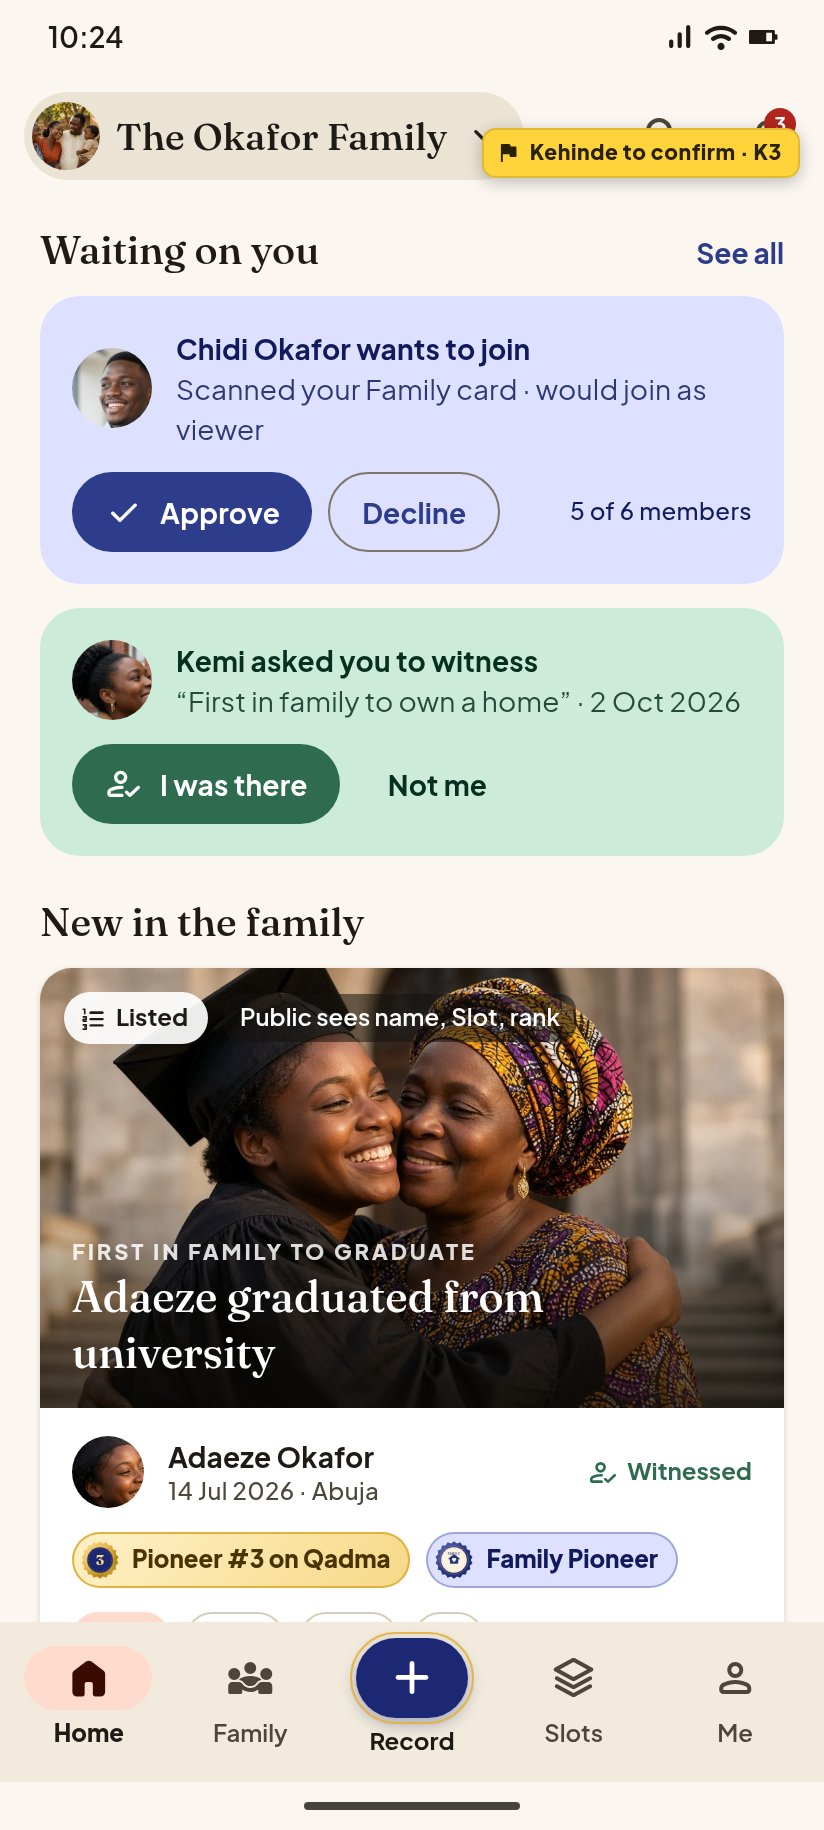 10:24
The Okafor Family
3
Kehinde to confirm · K3
Waiting on you
See all
Chidi Okafor wants to join
Scanned your Family card · would join as
viewer
Approve
Decline
5 of 6 members
Kemi asked you to witness
“First in family to own a home” · 2 Oct 2026
I was there
Not me
New in the family
Listed
Public sees name, Slot, rank
FIRST IN FAMILY TO GRADUATE
Adaeze graduated from
university
Adaeze Okafor
14 Jul 2026 · Abuja
Witnessed
3
Pioneer #3 on Qadma
Family Pioneer
Home
Family
Record
Slots
Me